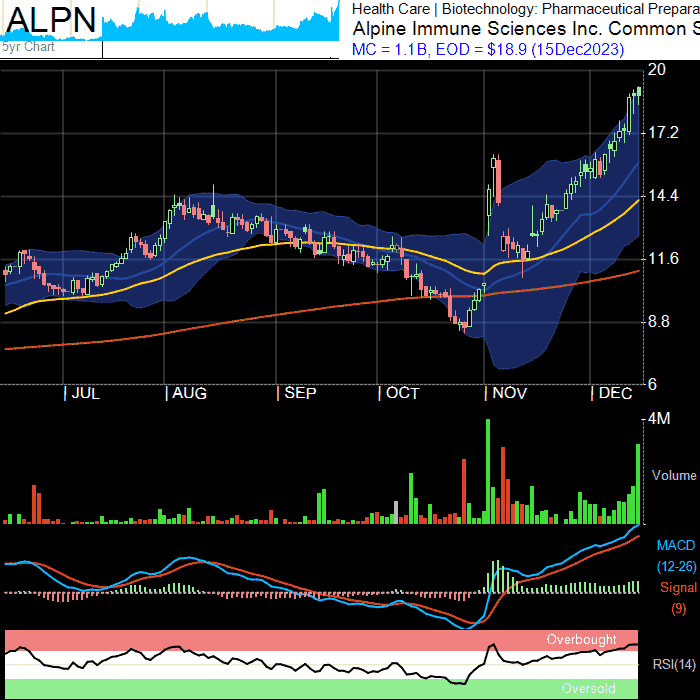 ALPN
5yr Chart
Health Care | Biotechnology: Pharmaceutical Prepara
Alpine Immune Sciences Inc. Common S
MC = 1.1B, EOD = $18.9 (15Dec2023)
20
17.2
14.4
11.6
8.8
6
JUL
AUG
SEP
OCT
NOV
DEC
4M
Volume
MACD
(12-26)
Signal
(9)
Overbought
RSI(14)
Oversold